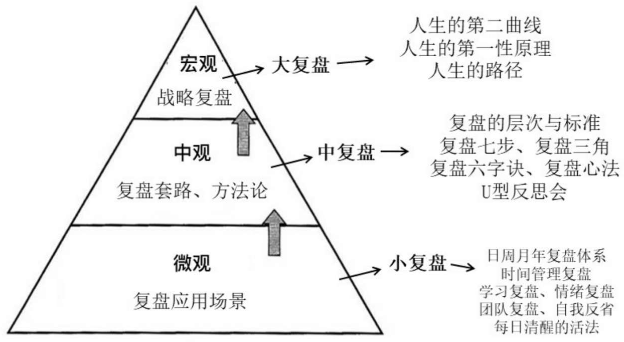 宏观
战略复盘
大复盘
人生的第二曲线
人生的第一性原理
人生的路径
中观
复盘套路、方法论
中复盘
复盘的层次与标准
复盘七步、复盘三角
复盘六字诀、复盘心法
U型反思会
微观
复盘应用场景
小复盘
日周月年复盘体系
时间管理复盘
学习复盘、情绪复盘
团队复盘、自我反省
每日清醒的活法